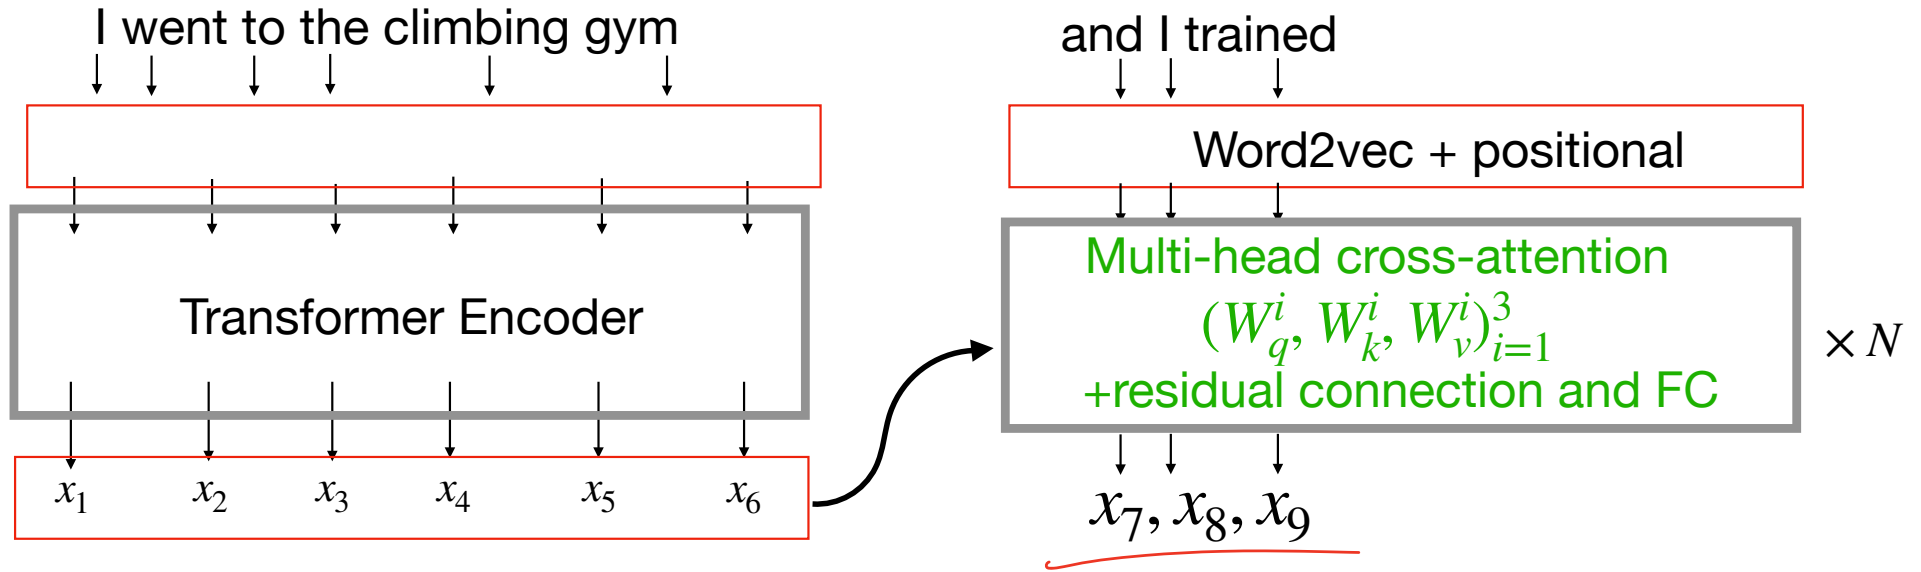 I went to the climbing gym
Transformer Encoder
x₁ x₂ x₃ x₄ x₅ x₆
and I trained
Word2vec + positional
Multi-head cross-attention
(W_q^i, W_k^i, W_v^i)_{i=1}^3
+residual connection and FC
× N
x₇, x₈, x₉